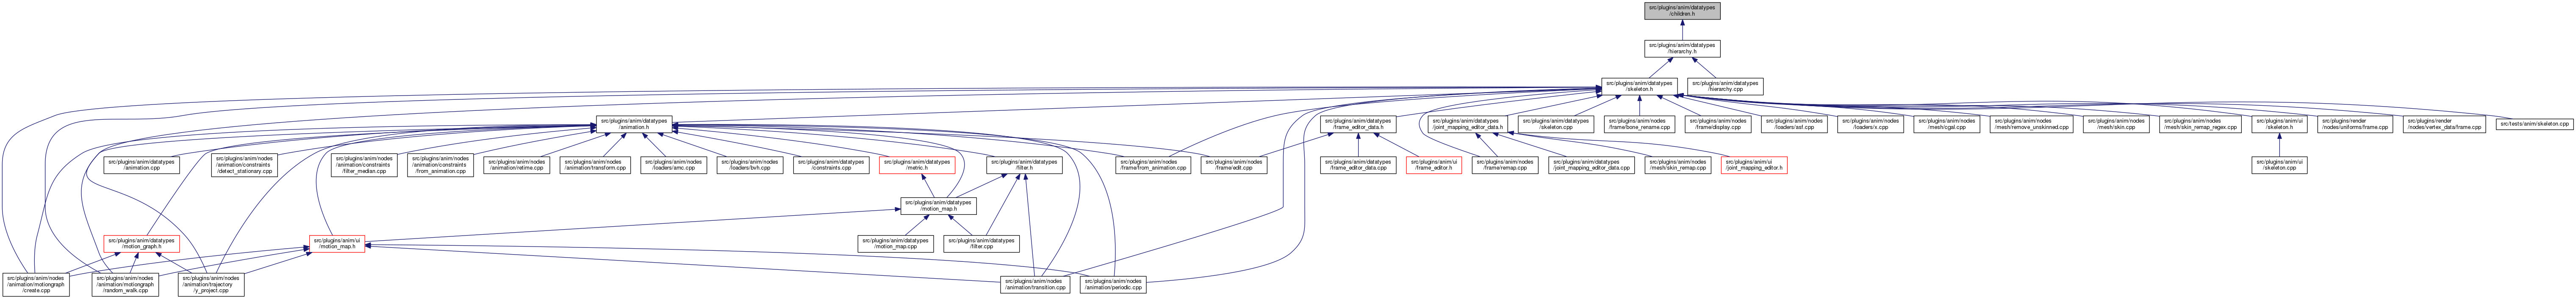 src/plugins/anim/datatypes
/children.h
src/plugins/anim/datatypes
/hierarchy.h
src/plugins/anim/datatypes
/skeleton.h
src/plugins/anim/datatypes
/hierarchy.cpp
src/plugins/anim/datatypes
/animation.h
src/plugins/anim/datatypes
/frame_editor_data.h
src/plugins/anim/datatypes
/joint_mapping_editor_data.h
src/plugins/anim/datatypes
/skeleton.cpp
src/plugins/anim/nodes
/frame/bone_rename.cpp
src/plugins/anim/nodes
/frame/display.cpp
src/plugins/anim/nodes
/loaders/asf.cpp
src/plugins/anim/nodes
/loaders/x.cpp
src/plugins/anim/nodes
/mesh/cgal.cpp
src/plugins/anim/nodes
/mesh/remove_unskinned.cpp
src/plugins/anim/nodes
/mesh/skin.cpp
src/plugins/anim/nodes
/mesh/skin_remap_regex.cpp
src/plugins/anim/ui
/skeleton.h
src/plugins/render
/nodes/uniforms/frame.cpp
src/plugins/render
/nodes/vertex_data/frame.cpp
src/tests/anim/skeleton.cpp
src/plugins/anim/datatypes
/animation.cpp
src/plugins/anim/nodes
/animation/constraints
/detect_stationary.cpp
src/plugins/anim/nodes
/animation/constraints
/filter_median.cpp
src/plugins/anim/nodes
/animation/constraints
/from_animation.cpp
src/plugins/anim/nodes
/animation/retime.cpp
src/plugins/anim/nodes
/animation/transform.cpp
src/plugins/anim/nodes
/loaders/amc.cpp
src/plugins/anim/nodes
/loaders/bvh.cpp
src/plugins/anim/datatypes
/constraints.cpp
src/plugins/anim/datatypes
/metric.h
src/plugins/anim/datatypes
/filter.h
src/plugins/anim/nodes
/frame/from_animation.cpp
src/plugins/anim/nodes
/frame/edit.cpp
src/plugins/anim/datatypes
/frame_editor_data.cpp
src/plugins/anim/ui
/frame_editor.h
src/plugins/anim/nodes
/frame/remap.cpp
src/plugins/anim/datatypes
/joint_mapping_editor_data.cpp
src/plugins/anim/nodes
/mesh/skin_remap.cpp
src/plugins/anim/ui
/joint_mapping_editor.h
src/plugins/anim/ui
/skeleton.cpp
src/plugins/anim/datatypes
/motion_map.h
src/plugins/anim/datatypes
/motion_graph.h
src/plugins/anim/ui
/motion_map.h
src/plugins/anim/datatypes
/motion_map.cpp
src/plugins/anim/datatypes
/filter.cpp
src/plugins/anim/nodes
/animation/motiongraph
/create.cpp
src/plugins/anim/nodes
/animation/motiongraph
/random_walk.cpp
src/plugins/anim/nodes
/animation/trajectory
/y_project.cpp
src/plugins/anim/nodes
/animation/transition.cpp
src/plugins/anim/nodes
/animation/periodic.cpp